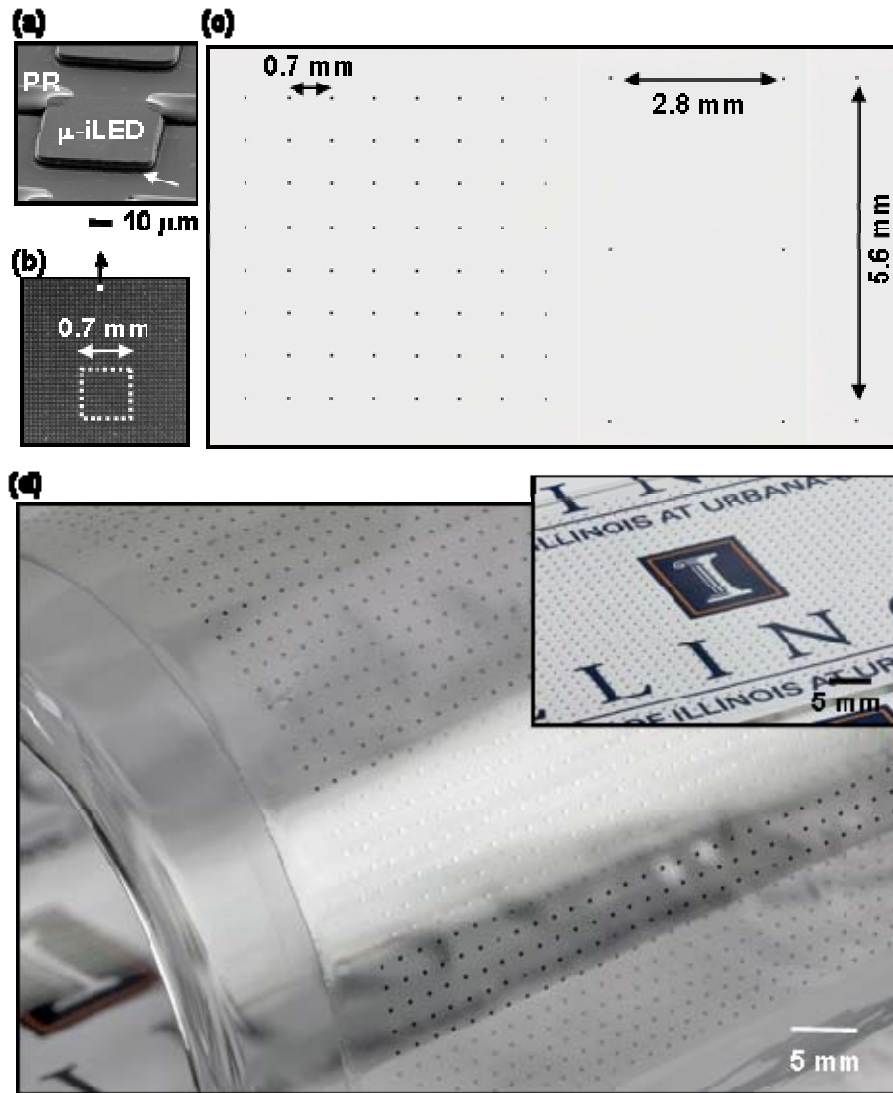 (a)
PR
μ-iLED
10 μm
(b)
0.7 mm
(c)
0.7 mm
2.8 mm
5.6 mm
(d)
I N
ILLINOIS AT URBANA-
I
L L I N
OF ILLINOIS AT UR
5 mm
5 mm